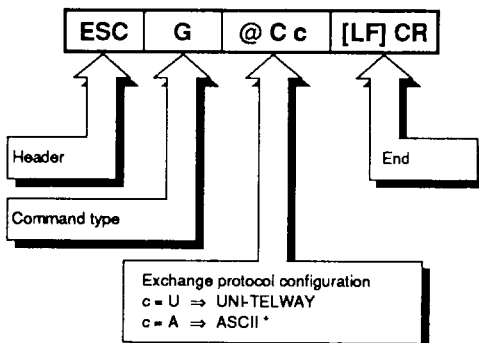 ESC G @ C c [LF] CR
Header
End
Command type
Exchange protocol configuration
c = U ⇒ UNI-TELWAY
c = A ⇒ ASCII *